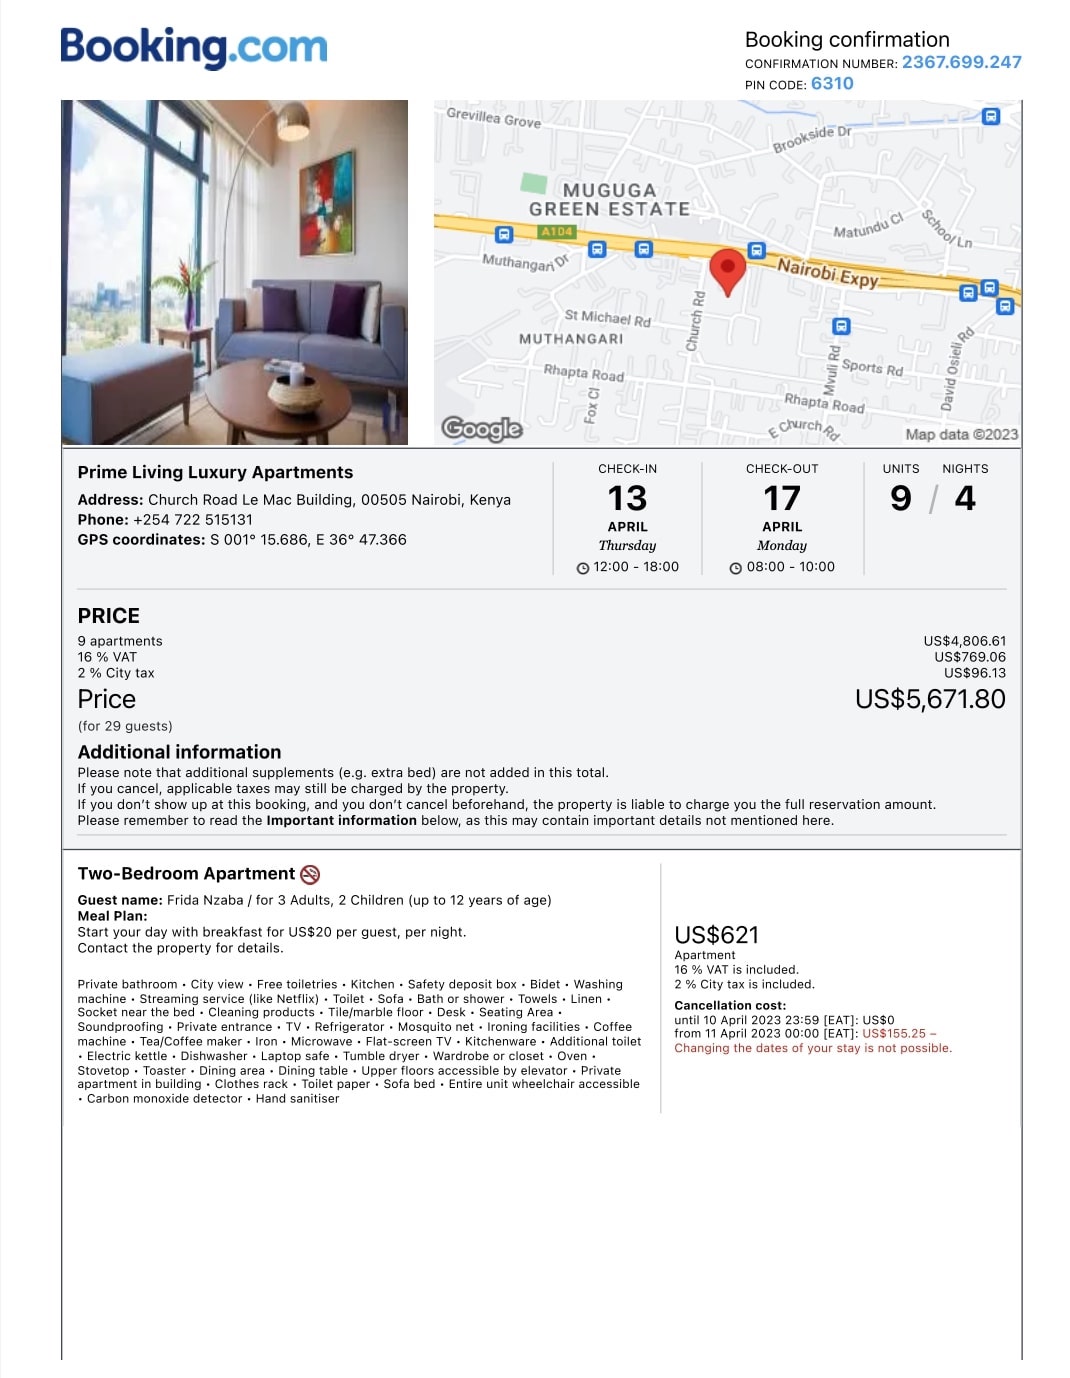 Booking.com
Booking confirmation
CONFIRMATION NUMBER: 2367.699.247
PIN CODE: 6310
Grevillea Grove
Brookside Dr
MUGUGA
GREEN ESTATE
A104
Matundu Cl
School Ln
Muthangari Dr
Nairobi Expy
Church Rd
St Michael Rd
MUTHANGARI
Rhapta Road
Fox Cl
Mvuli Rd
Sports Rd
David Osieli Rd
Rhapta Road
E Church Rd
Google
Map data ©2023
Prime Living Luxury Apartments
Address: Church Road Le Mac Building, 00505 Nairobi, Kenya
Phone: +254 722 515131
GPS coordinates: S 001° 15.686, E 36° 47.366
CHECK-IN
13
APRIL
Thursday
12:00 - 18:00
CHECK-OUT
17
APRIL
Monday
08:00 - 10:00
UNITS NIGHTS
9 / 4
PRICE
9 apartments US$4,806.61
16 % VAT US$769.06
2 % City tax US$96.13
Price US$5,671.80
(for 29 guests)
Additional information
Please note that additional supplements (e.g. extra bed) are not added in this total.
If you cancel, applicable taxes may still be charged by the property.
If you don't show up at this booking, and you don't cancel beforehand, the property is liable to charge you the full reservation amount.
Please remember to read the Important information below, as this may contain important details not mentioned here.
Two-Bedroom Apartment
Guest name: Frida Nzaba / for 3 Adults, 2 Children (up to 12 years of age)
Meal Plan:
Start your day with breakfast for US$20 per guest, per night.
Contact the property for details.
Private bathroom • City view • Free toiletries • Kitchen • Safety deposit box • Bidet • Washing
machine • Streaming service (like Netflix) • Toilet • Sofa • Bath or shower • Towels • Linen •
Socket near the bed • Cleaning products • Tile/marble floor • Desk • Seating Area •
Soundproofing • Private entrance • TV • Refrigerator • Mosquito net • Ironing facilities • Coffee
machine • Tea/Coffee maker • Iron • Microwave • Flat-screen TV • Kitchenware • Additional toilet
• Electric kettle • Dishwasher • Laptop safe • Tumble dryer • Wardrobe or closet • Oven •
Stovetop • Toaster • Dining area • Dining table • Upper floors accessible by elevator • Private
apartment in building • Clothes rack • Toilet paper • Sofa bed • Entire unit wheelchair accessible
• Carbon monoxide detector • Hand sanitiser
US$621
Apartment
16 % VAT is included.
2 % City tax is included.
Cancellation cost:
until 10 April 2023 23:59 [EAT]: US$0
from 11 April 2023 00:00 [EAT]: US$155.25 –
Changing the dates of your stay is not possible.